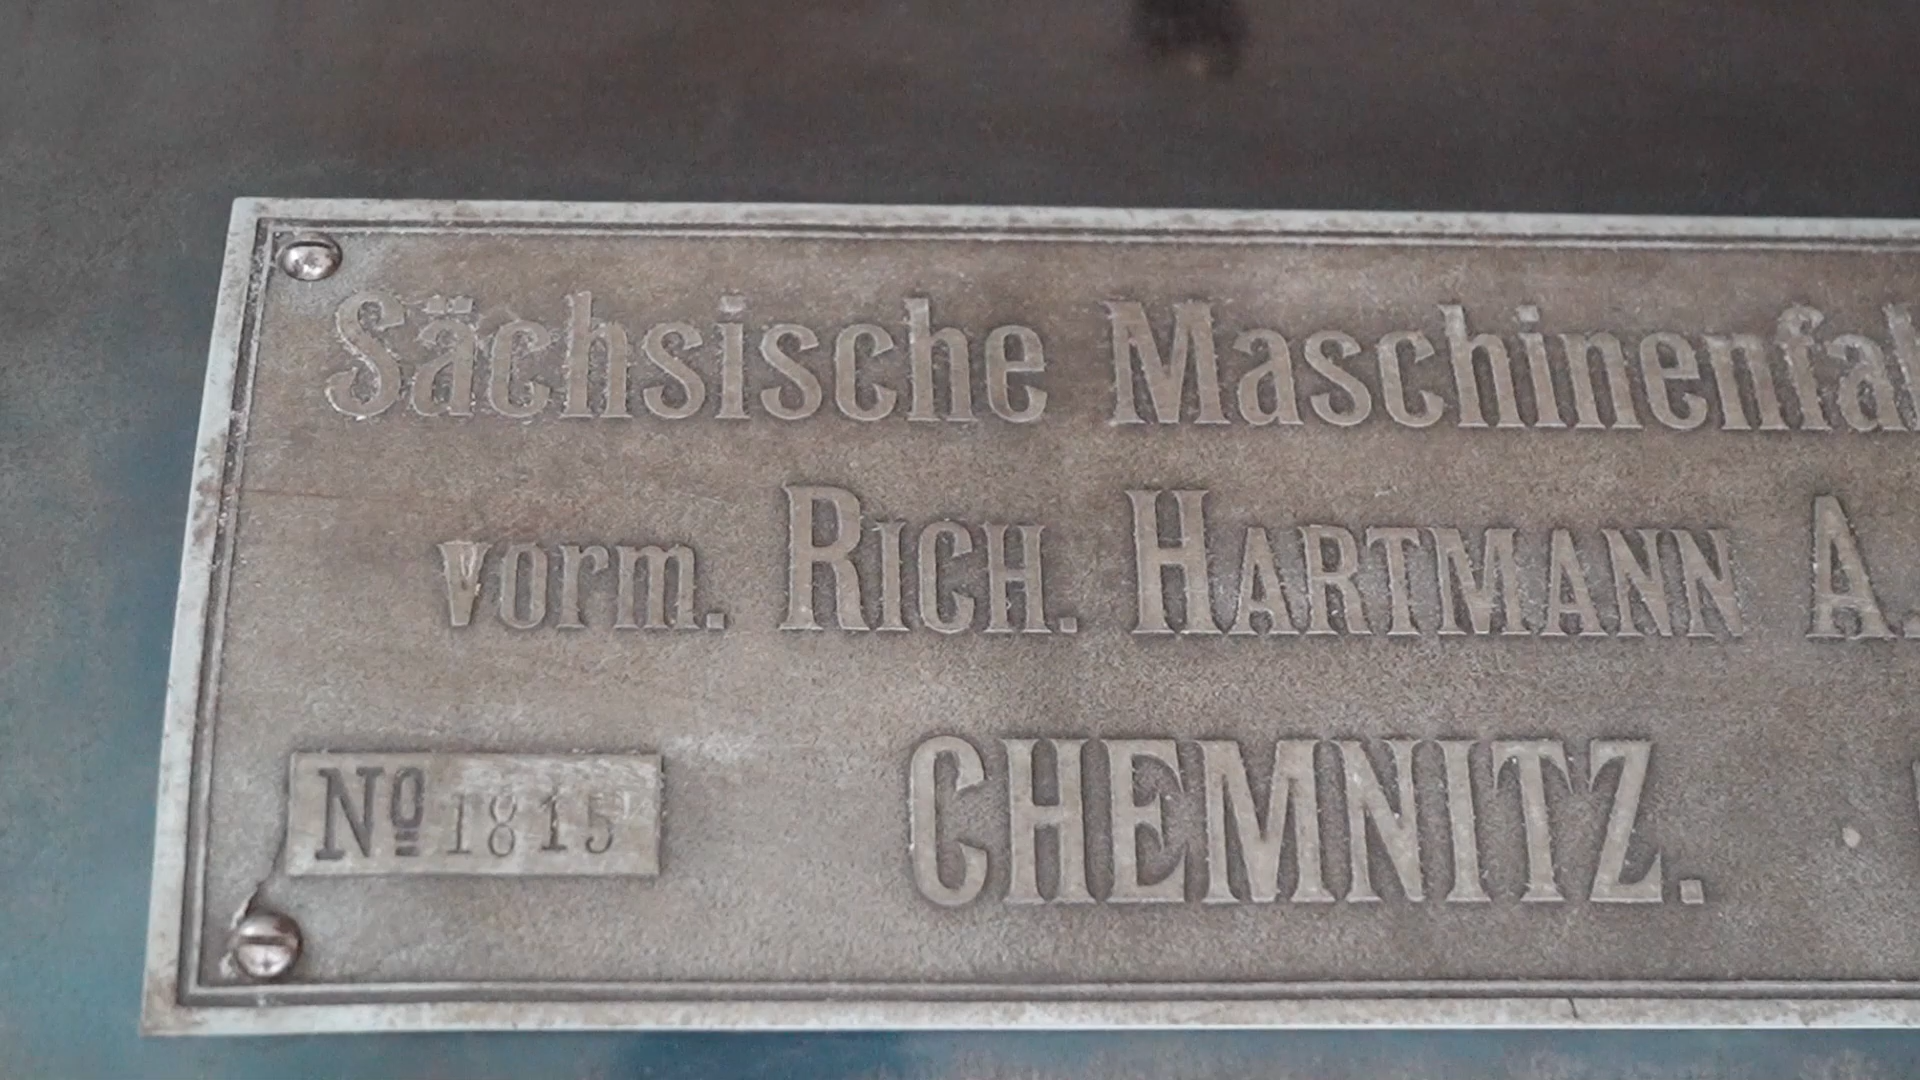 Sächsische Maschinenfab
vorm. RICH. HARTMANN A.
No 1815 CHEMNITZ.